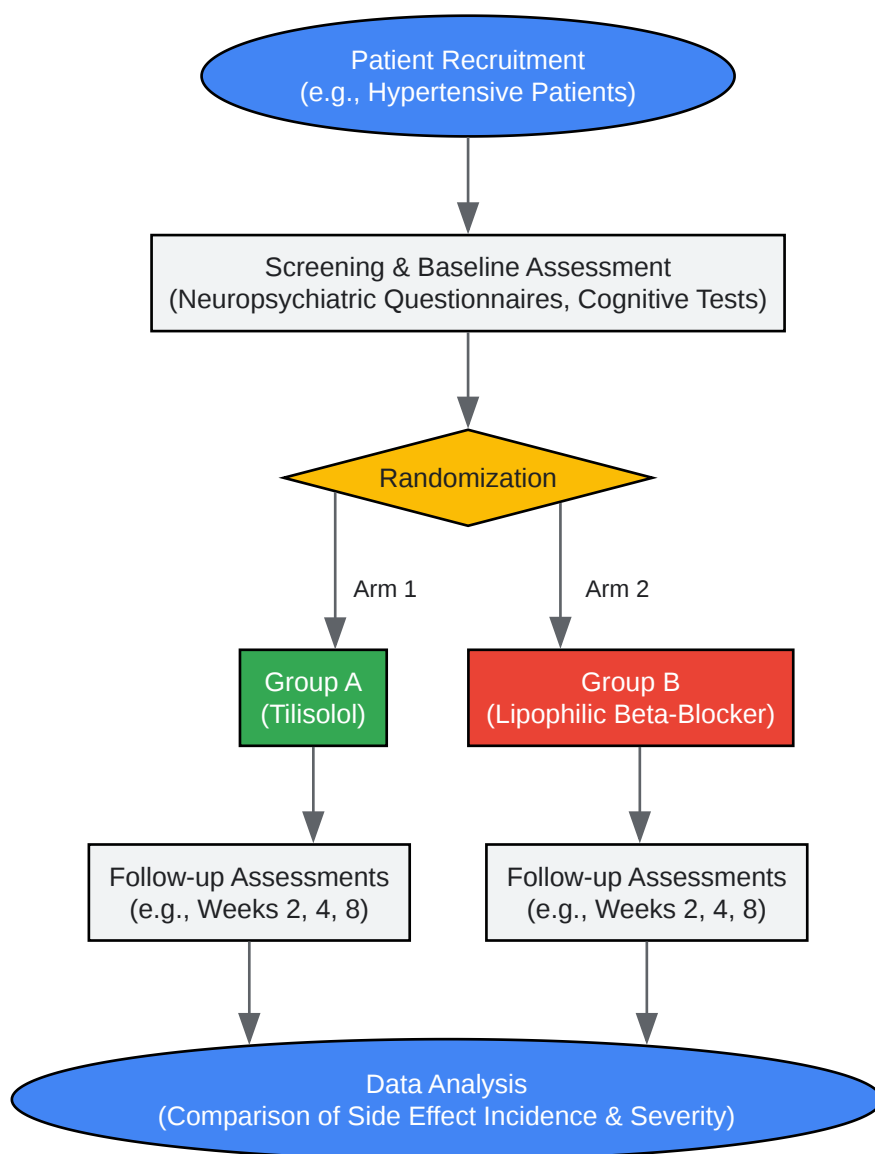 Patient Recruitment
(e.g., Hypertensive Patients)
Screening & Baseline Assessment
(Neuropsychiatric Questionnaires, Cognitive Tests)
Randomization
Arm 1
Arm 2
Group A
(Tilisolol)
Group B
(Lipophilic Beta-Blocker)
Follow-up Assessments
(e.g., Weeks 2, 4, 8)
Follow-up Assessments
(e.g., Weeks 2, 4, 8)
Data Analysis
(Comparison of Side Effect Incidence & Severity)